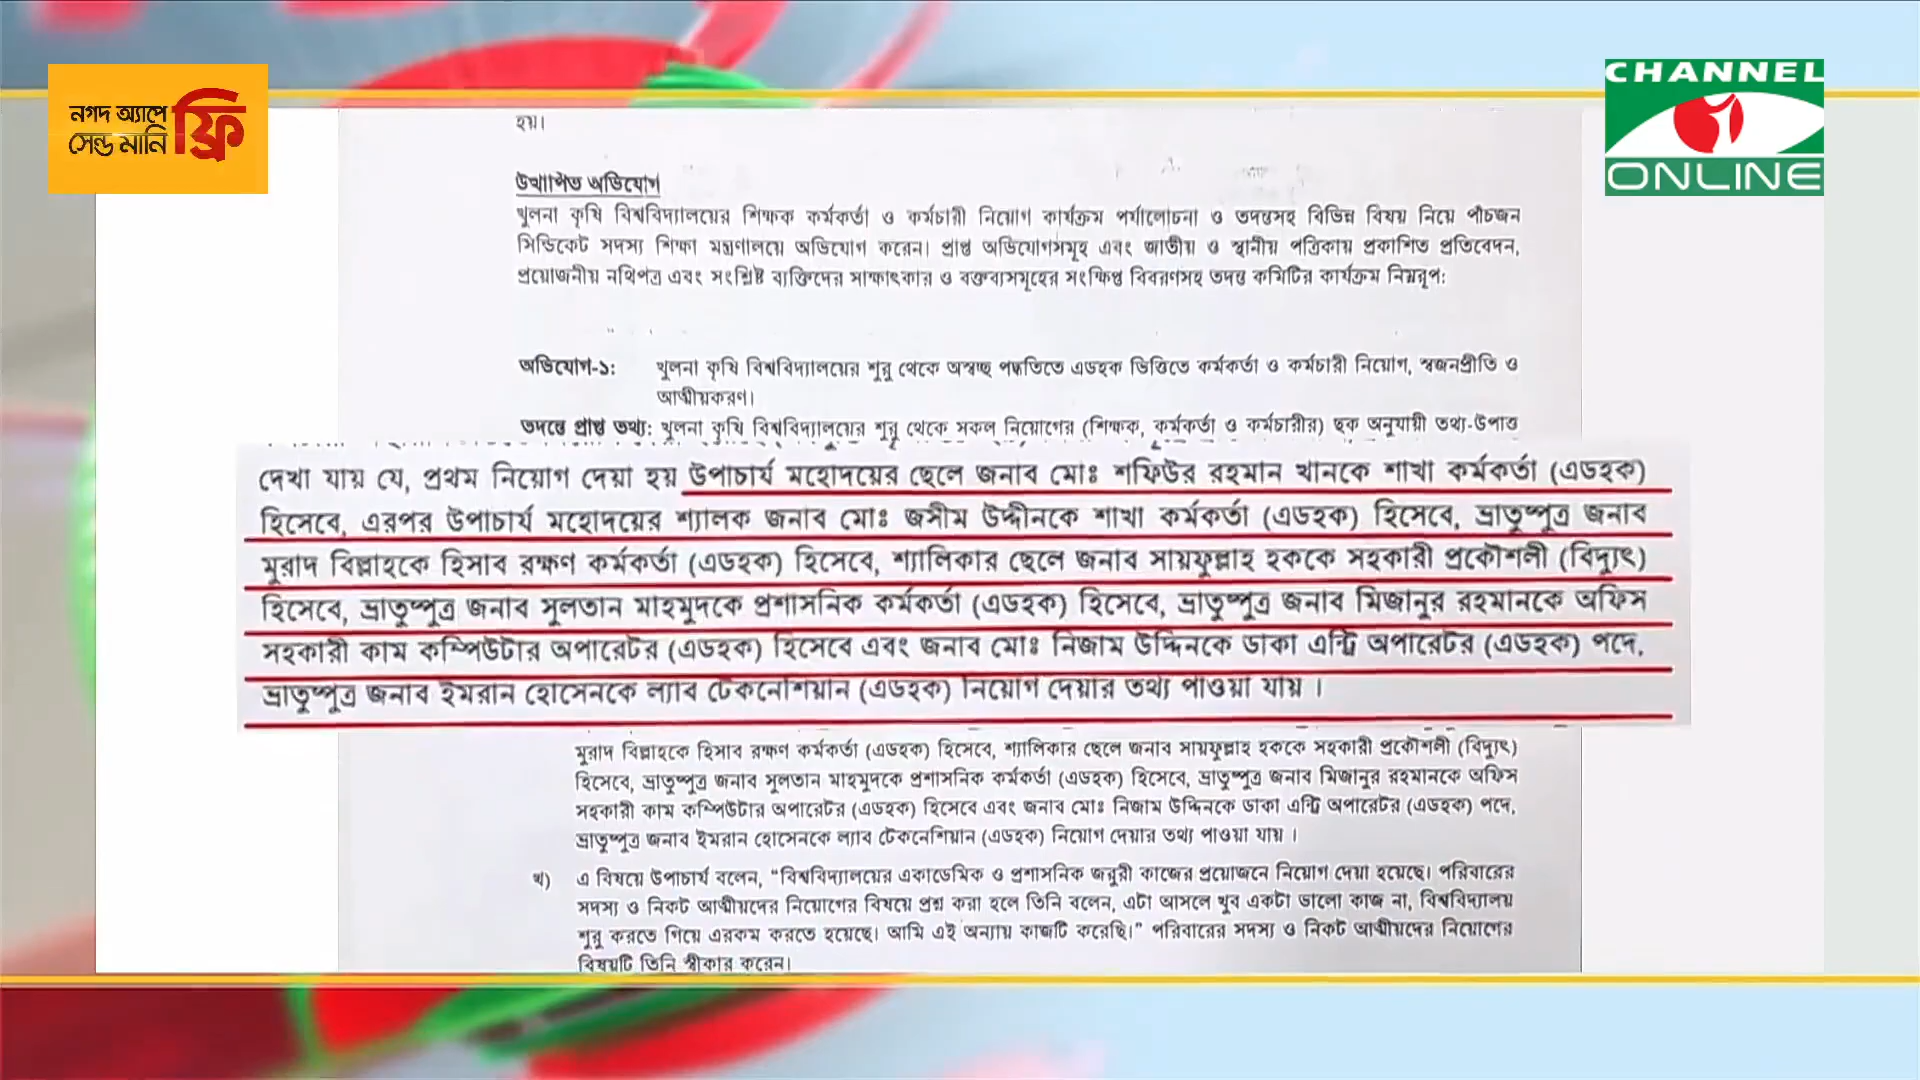 নগদ অ্যাপে
সেন্ড মানি
ফ্রি
CHANNEL
ONLINE
হয়।
উত্থাপিত অভিযোগ
খুলনা কৃষি বিশ্ববিদ্যালয়ের শিক্ষক কর্মকর্তা ও কর্মচারী নিয়োগ কার্যক্রম পর্যালোচনা ও তদন্তসহ বিভিন্ন বিষয় নিয়ে পাঁচজন
সিন্ডিকেট সদস্য শিক্ষা মন্ত্রণালয়ে অভিযোগ করেন। প্রাপ্ত অভিযোগসমূহ এবং জাতীয় ও স্থানীয় পত্রিকায় প্রকাশিত প্রতিবেদন,
প্রয়োজনীয় নথিপত্র এবং সংশ্লিষ্ট ব্যক্তিদের সাক্ষাৎকার ও বক্তব্যসমূহের সংক্ষিপ্ত বিবরণসহ তদন্ত কমিটির কার্যক্রম নিম্নরূপ:
অভিযোগ-১: খুলনা কৃষি বিশ্ববিদ্যালয়ের শুরু থেকে অস্বচ্ছ পদ্ধতিতে এডহক ভিত্তিতে কর্মকর্তা ও কর্মচারী নিয়োগ, স্বজনপ্রীতি ও
আত্মীয়করণ।
তদন্তে প্রাপ্ত তথ্য: খুলনা কৃষি বিশ্ববিদ্যালয়ের শুরু থেকে সকল নিয়োগের (শিক্ষক, কর্মকর্তা ও কর্মচারীর) ছক অনুযায়ী তথ্য-উপাত্ত
দেখা যায় যে, প্রথম নিয়োগ দেয়া হয় উপাচার্য মহোদয়ের ছেলে জনাব মোঃ শফিউর রহমান খানকে শাখা কর্মকর্তা (এডহক)
হিসেবে, এরপর উপাচার্য মহোদয়ের শ্যালক জনাব মোঃ জসীম উদ্দীনকে শাখা কর্মকর্তা (এডহক) হিসেবে, ভ্রাতুষ্পুত্র জনাব
মুরাদ বিল্লাহকে হিসাব রক্ষণ কর্মকর্তা (এডহক) হিসেবে, শ্যালিকার ছেলে জনাব সায়ফুল্লাহ হককে সহকারী প্রকৌশলী (বিদ্যুৎ)
হিসেবে, ভ্রাতুষ্পুত্র জনাব সুলতান মাহমুদকে প্রশাসনিক কর্মকর্তা (এডহক) হিসেবে, ভ্রাতুষ্পুত্র জনাব মিজানুর রহমানকে অফিস
সহকারী কাম কম্পিউটার অপারেটর (এডহক) হিসেবে এবং জনাব মোঃ নিজাম উদ্দিনকে ডাকা এন্ট্রি অপারেটর (এডহক) পদে,
ভ্রাতুষ্পুত্র জনাব ইমরান হোসেনকে ল্যাব টেকনেশিয়ান (এডহক) নিয়োগ দেয়ার তথ্য পাওয়া যায় ।
মুরাদ বিল্লাহকে হিসাব রক্ষণ কর্মকর্তা (এডহক) হিসেবে, শ্যালিকার ছেলে জনাব সায়ফুল্লাহ হককে সহকারী প্রকৌশলী (বিদ্যুৎ)
হিসেবে, ভ্রাতুষ্পুত্র জনাব সুলতান মাহমুদকে প্রশাসনিক কর্মকর্তা (এডহক) হিসেবে, ভ্রাতুষ্পুত্র জনাব মিজানুর রহমানকে অফিস
সহকারী কাম কম্পিউটার অপারেটর (এডহক) হিসেবে এবং জনাব মোঃ নিজাম উদ্দিনকে ডাকা এন্ট্রি অপারেটর (এডহক) পদে,
ভ্রাতুষ্পুত্র জনাব ইমরান হোসেনকে ল্যাব টেকনেশিয়ান (এডহক) নিয়োগ দেয়ার তথ্য পাওয়া যায় ।
খ) এ বিষয়ে উপাচার্য বলেন, “বিশ্ববিদ্যালয়ের একাডেমিক ও প্রশাসনিক জরুরী কাজের প্রয়োজনে নিয়োগ দেয়া হয়েছে। পরিবারের
সদস্য ও নিকট আত্মীয়দের নিয়োগের বিষয়ে প্রশ্ন করা হলে তিনি বলেন, এটা আসলে খুব একটা ভালো কাজ না, বিশ্ববিদ্যালয়
শুরু করতে গিয়ে এরকম করতে হয়েছে। আমি এই অন্যায় কাজটি করেছি।” পরিবারের সদস্য ও নিকট আত্মীয়দের নিয়োগের
বিষয়টি তিনি স্বীকার করেন।